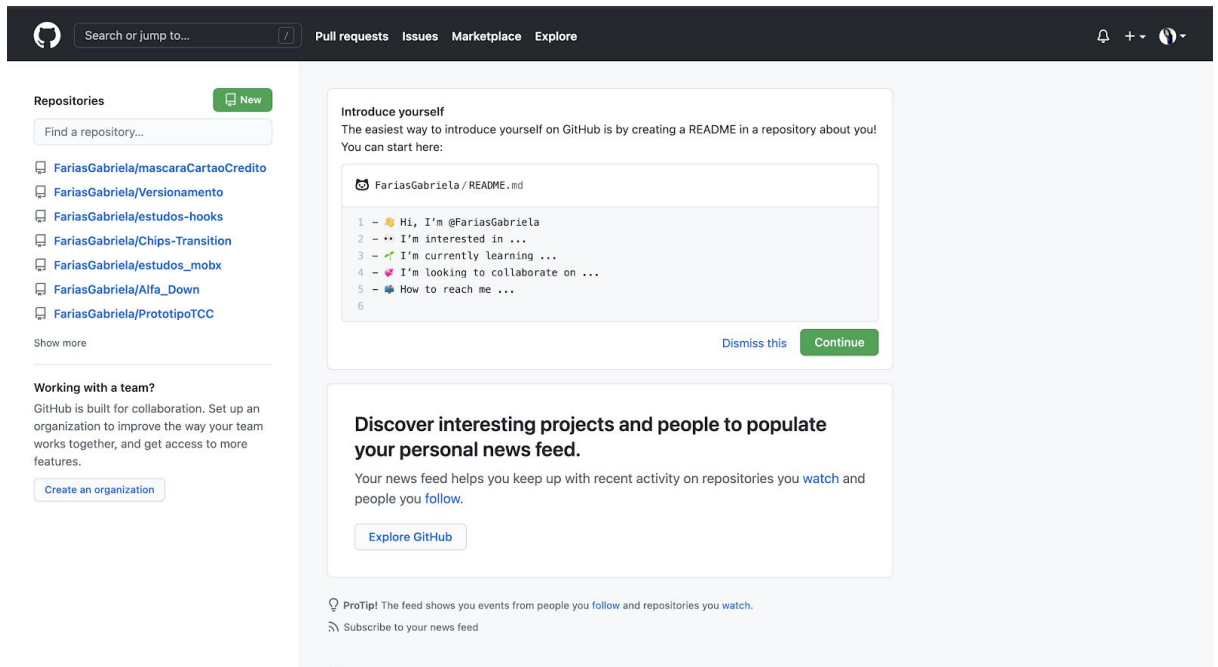 Search or jump to... /
Pull requests Issues Marketplace Explore
Repositories
New
Find a repository...
FariasGabriela/mascaraCartaoCredito
FariasGabriela/Versionamento
FariasGabriela/estudos-hooks
FariasGabriela/Chips-Transition
FariasGabriela/estudos_mobx
FariasGabriela/Alfa_Down
FariasGabriela/PrototipoTCC
Show more
Working with a team?
GitHub is built for collaboration. Set up an
organization to improve the way your team
works together, and get access to more
features.
Create an organization
Introduce yourself
The easiest way to introduce yourself on GitHub is by creating a README in a repository about you!
You can start here:
FariasGabriela/README.md
1 – 👋 Hi, I’m @FariasGabriela
2 – 👀 I’m interested in ...
3 – 🌱 I’m currently learning ...
4 – 💞️ I’m looking to collaborate on ...
5 – 📫 How to reach me ...
6
Dismiss this
Continue
Discover interesting projects and people to populate
your personal news feed.
Your news feed helps you keep up with recent activity on repositories you watch and
people you follow.
Explore GitHub
ProTip! The feed shows you events from people you follow and repositories you watch.
Subscribe to your news feed